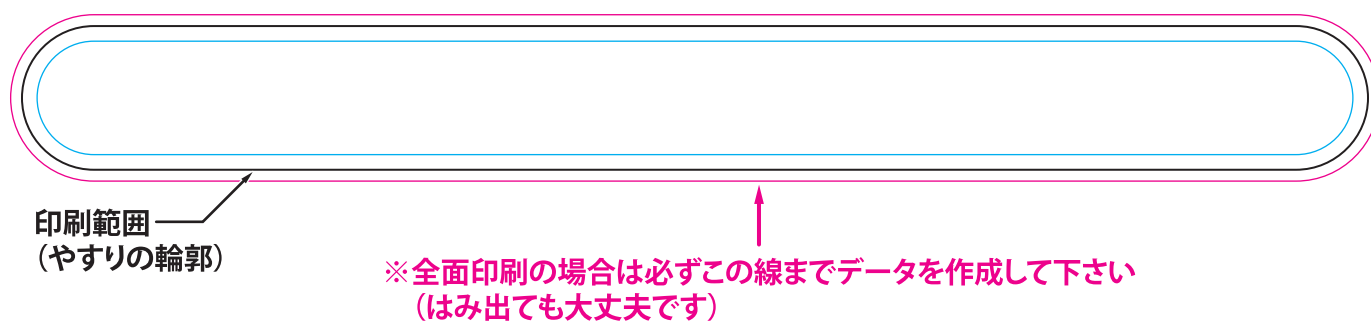 印刷範囲
（やすりの輪郭）
※全面印刷の場合は必ずこの線までデータを作成して下さい
（はみ出ても大丈夫です）